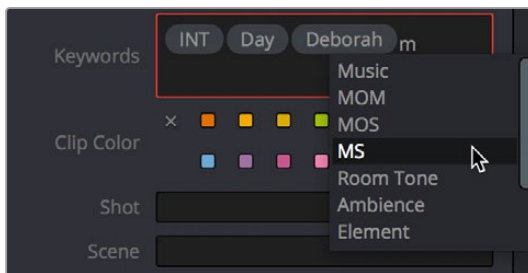 Keywords INT Day Deborah m
Music
MOM
MOS
Clip Color
MS
Room Tone
Shot
Ambience
Element
Scene